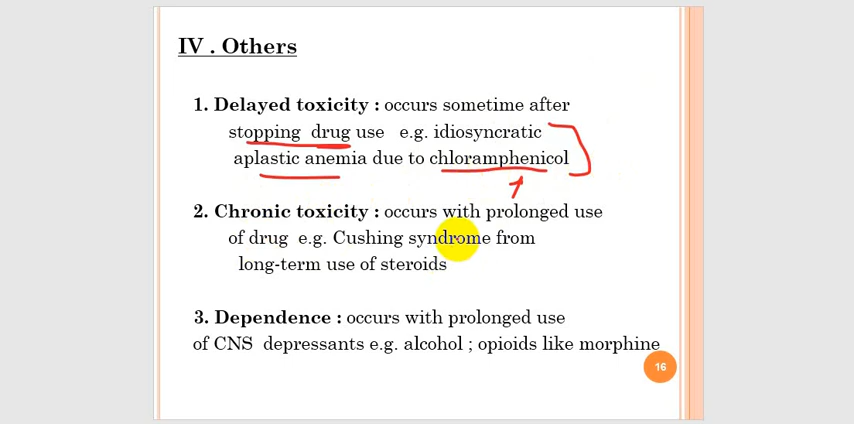 IV . Others
1. Delayed toxicity : occurs sometime after
stopping drug use e.g. idiosyncratic
aplastic anemia due to chloramphenicol
2. Chronic toxicity : occurs with prolonged use
of drug e.g. Cushing syndrome from
long-term use of steroids
3. Dependence : occurs with prolonged use
of CNS depressants e.g. alcohol ; opioids like morphine
16